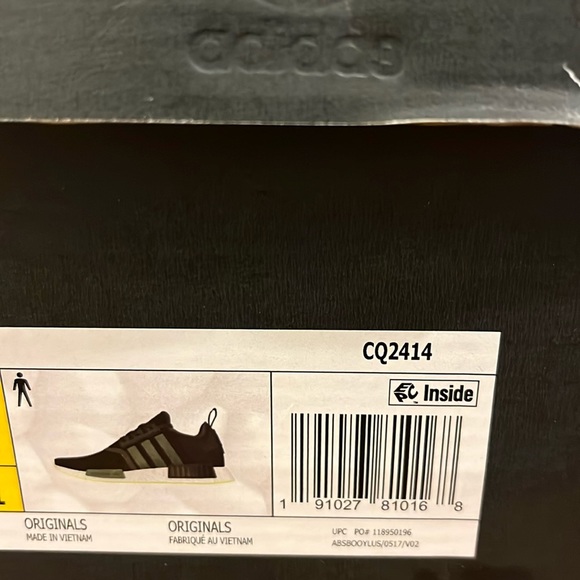 adidas
CQ2414
Inside
1 91027 81016 8
ORIGINALS
MADE IN VIETNAM
ORIGINALS
FABRIQUÉ AU VIETNAM
UPC PO# 118950196
ABSBOOYLUS/0517/V02